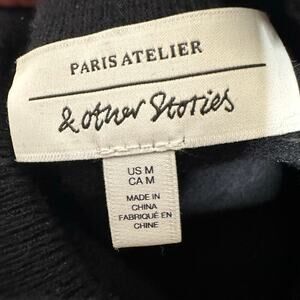 PARIS ATELIER
& other Stories
US M
CA M
MADE IN
CHINA
FABRIQUÉ EN
CHINE